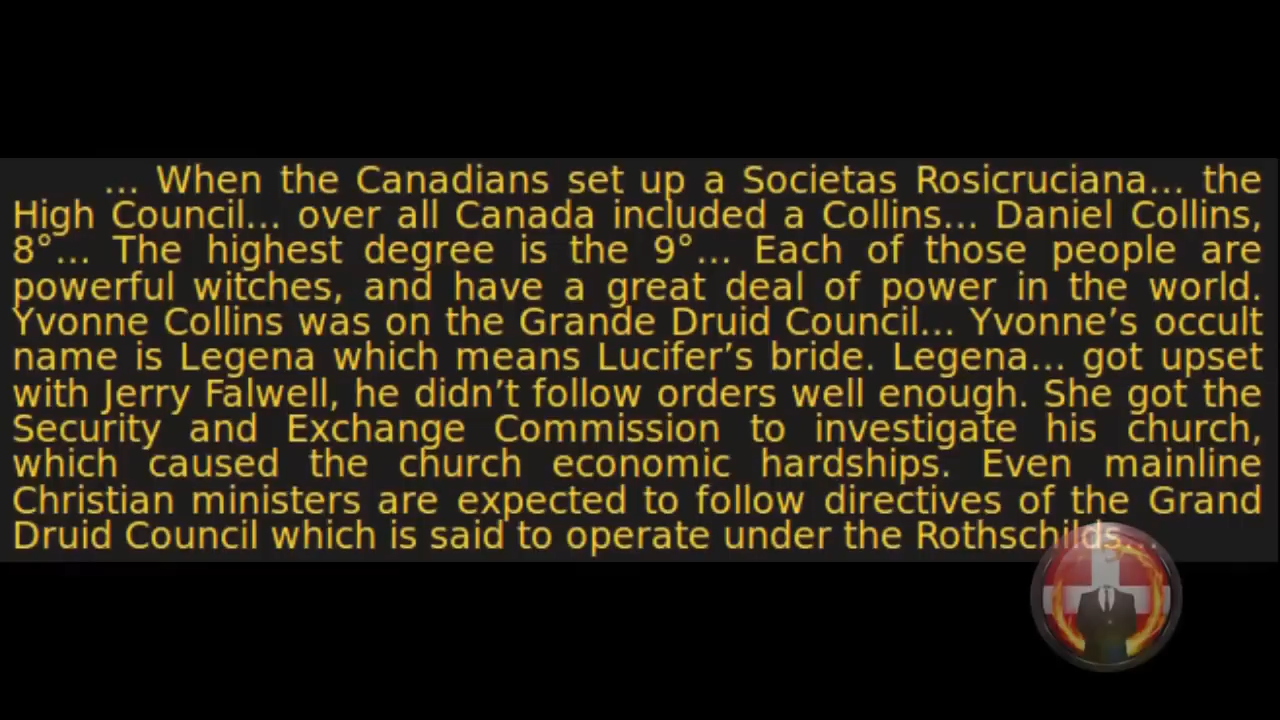 ... When the Canadians set up a Societas Rosicruciana... the
High Council... over all Canada included a Collins... Daniel Collins,
8°... The highest degree is the 9°... Each of those people are
powerful witches, and have a great deal of power in the world.
Yvonne Collins was on the Grande Druid Council... Yvonne’s occult
name is Legena which means Lucifer’s bride. Legena... got upset
with Jerry Falwell, he didn’t follow orders well enough. She got the
Security and Exchange Commission to investigate his church,
which caused the church economic hardships. Even mainline
Christian ministers are expected to follow directives of the Grand
Druid Council which is said to operate under the Rothschilds...